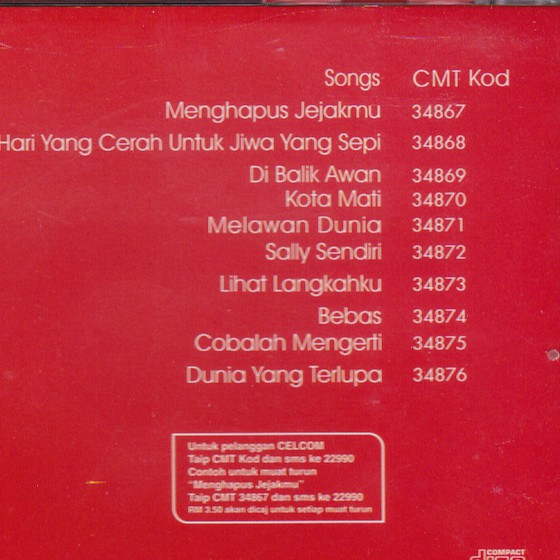 Songs CMT Kod
Menghapus Jejakmu 34867
Hari Yang Cerah Untuk Jiwa Yang Sepi 34868
Di Balik Awan 34869
Kota Mati 34870
Melawan Dunia 34871
Sally Sendiri 34872
Lihat Langkahku 34873
Bebas 34874
Cobalah Mengerti 34875
Dunia Yang Terlupa 34876
Untuk pelanggan CELCOM
Taip CMT Kod dan sms ke 22990
Contoh untuk muat turun
"Menghapus Jejakmu"
Taip CMT 34867 dan sms ke 22990
RM 3.50 akan dicaj untuk setiap muat turun
COMPACT